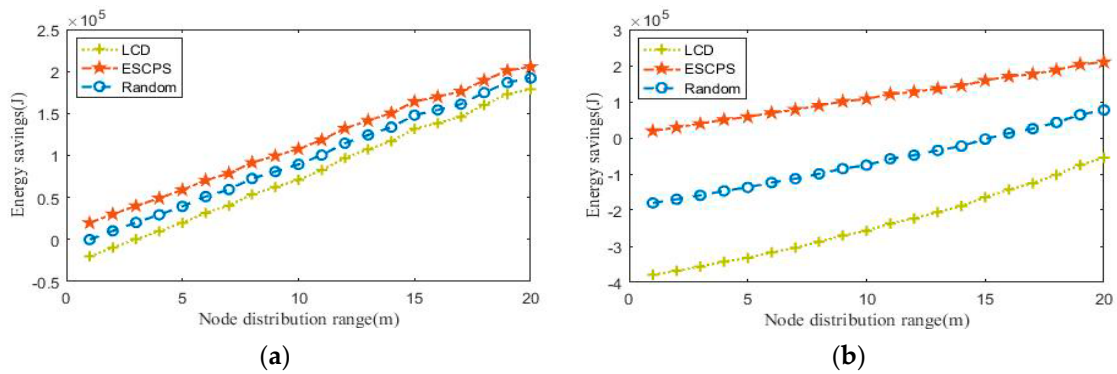 ×10^5
2.5
2
1.5
1
0.5
0
-0.5
Energy savings(J)
LCD
ESCPS
Random
0 5 10 15 20
Node distribution range(m)
(a)
×10^5
3
2
1
0
-1
-2
-3
-4
Energy savings(J)
LCD
ESCPS
Random
0 5 10 15 20
Node distribution range(m)
(b)